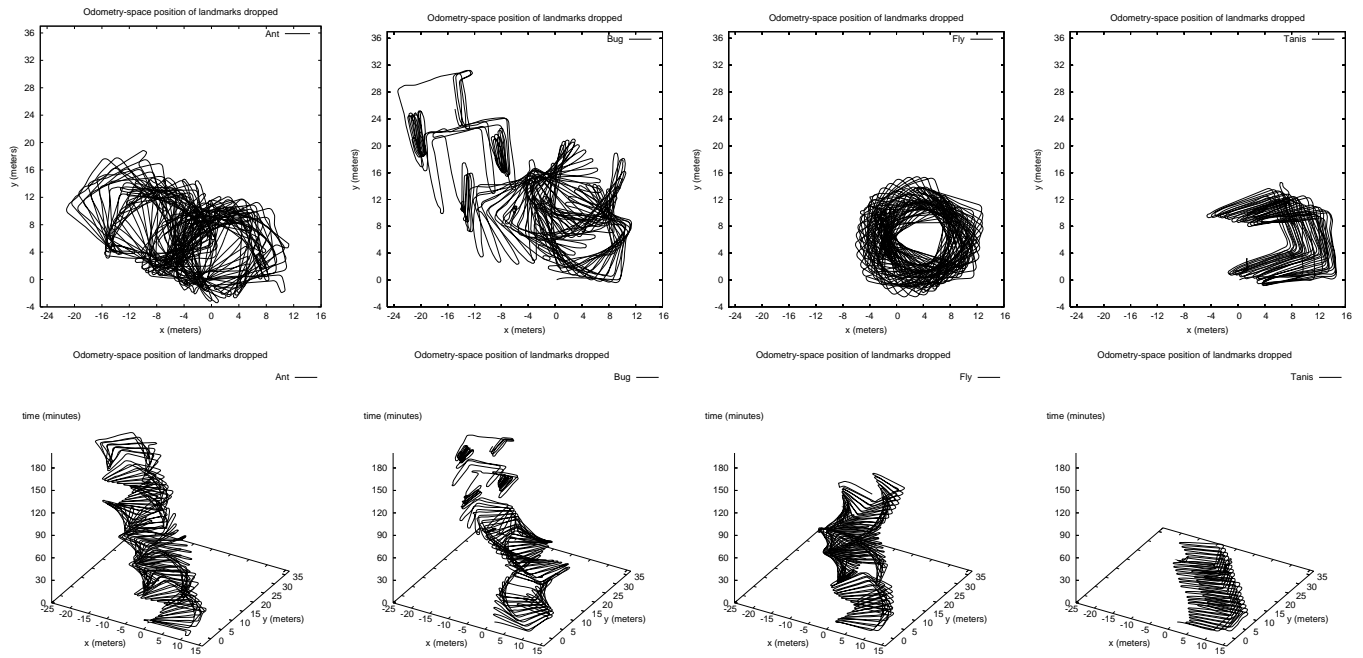 Odometry-space position of landmarks dropped
Ant
36
32
28
24
20
16
12
8
4
0
-4
y (meters)
-24 -20 -16 -12 -8 -4 0 4 8 12 16
x (meters)
Odometry-space position of landmarks dropped
Bug
36
32
28
24
20
16
12
8
4
0
-4
y (meters)
-24 -20 -16 -12 -8 -4 0 4 8 12 16
x (meters)
Odometry-space position of landmarks dropped
Fly
36
32
28
24
20
16
12
8
4
0
-4
y (meters)
-24 -20 -16 -12 -8 -4 0 4 8 12 16
x (meters)
Odometry-space position of landmarks dropped
Tanis
36
32
28
24
20
16
12
8
4
0
-4
y (meters)
-24 -20 -16 -12 -8 -4 0 4 8 12 16
x (meters)
Odometry-space position of landmarks dropped
Ant
time (minutes)
180
150
120
90
60
30
0
-25 -20 -15 -10 -5 0 5 10 15
x (meters)
0 5 10 15 20 25 30 35
y (meters)
Odometry-space position of landmarks dropped
Bug
time (minutes)
180
150
120
90
60
30
0
-25 -20 -15 -10 -5 0 5 10 15
x (meters)
0 5 10 15 20 25 30 35
y (meters)
Odometry-space position of landmarks dropped
Fly
time (minutes)
180
150
120
90
60
30
0
-25 -20 -15 -10 -5 0 5 10 15
x (meters)
0 5 10 15 20 25 30 35
y (meters)
Odometry-space position of landmarks dropped
Tanis
time (minutes)
180
150
120
90
60
30
0
-25 -20 -15 -10 -5 0 5 10 15
x (meters)
0 5 10 15 20 25 30 35
y (meters)